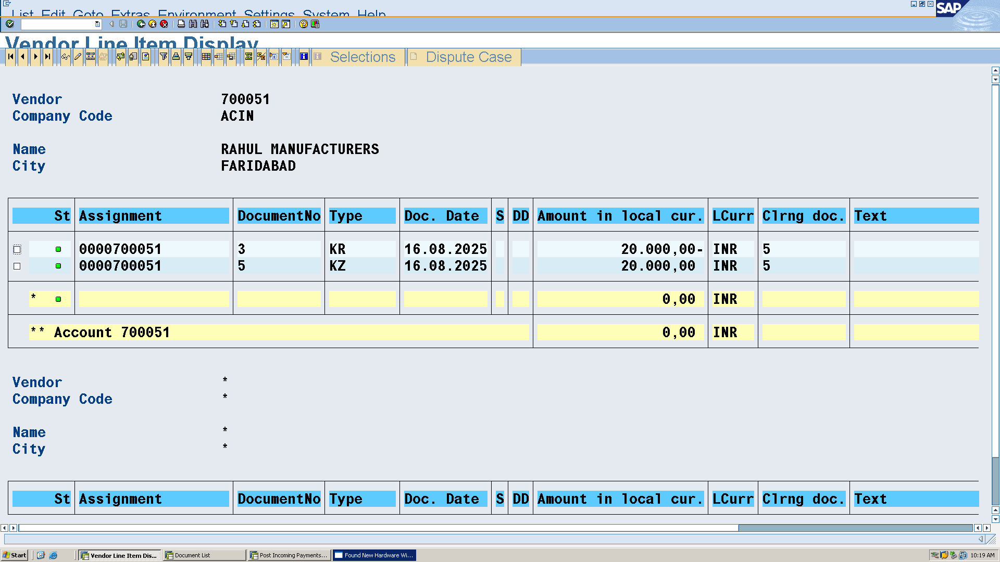 List Edit Goto Extras Environment Settings System Help
SAP
Vendor Line Item Display
Selections Dispute Case
Vendor 700051
Company Code ACIN
Name RAHUL MANUFACTURERS
City FARIDABAD
St Assignment DocumentNo Type Doc. Date S DD Amount in local cur. LCurr Clrng doc. Text
0000700051 3 KR 16.08.2025 20.000,00- INR 5
0000700051 5 KZ 16.08.2025 20.000,00 INR 5
* 0,00 INR
** Account 700051 0,00 INR
Vendor *
Company Code *
Name *
City *
St Assignment DocumentNo Type Doc. Date S DD Amount in local cur. LCurr Clrng doc. Text
Start Vendor Line Item Dis... Document List Post Incoming Payments... Found New Hardware Wi... 10:19 AM